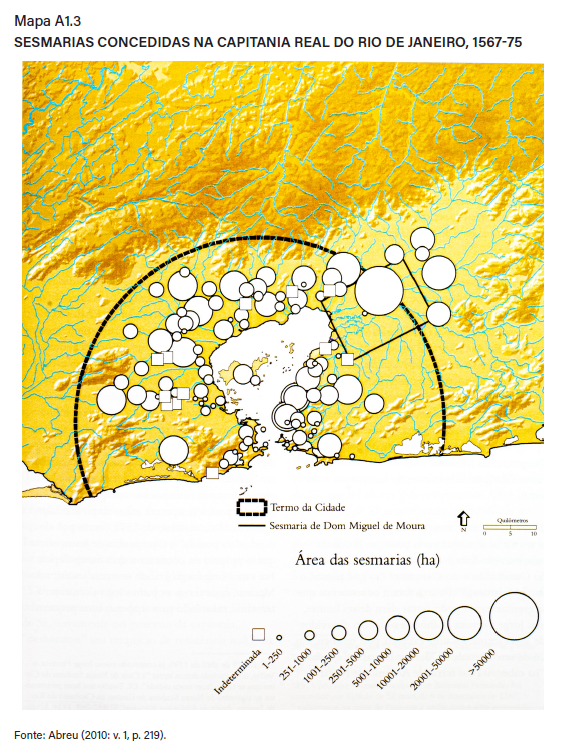 Mapa A1.3
SESMARIAS CONCEDIDAS NA CAPITANIA REAL DO RIO DE JANEIRO, 1567-75
Termo da Cidade
Sesmaria de Dom Miguel de Moura
N
Quilômetros
0 5 10
Área das sesmarias (ha)
Indeterminada
1-250
251-1000
1001-2500
2501-5000
5001-10000
10001-20000
20001-50000
>50000
Fonte: Abreu (2010: v. 1, p. 219).